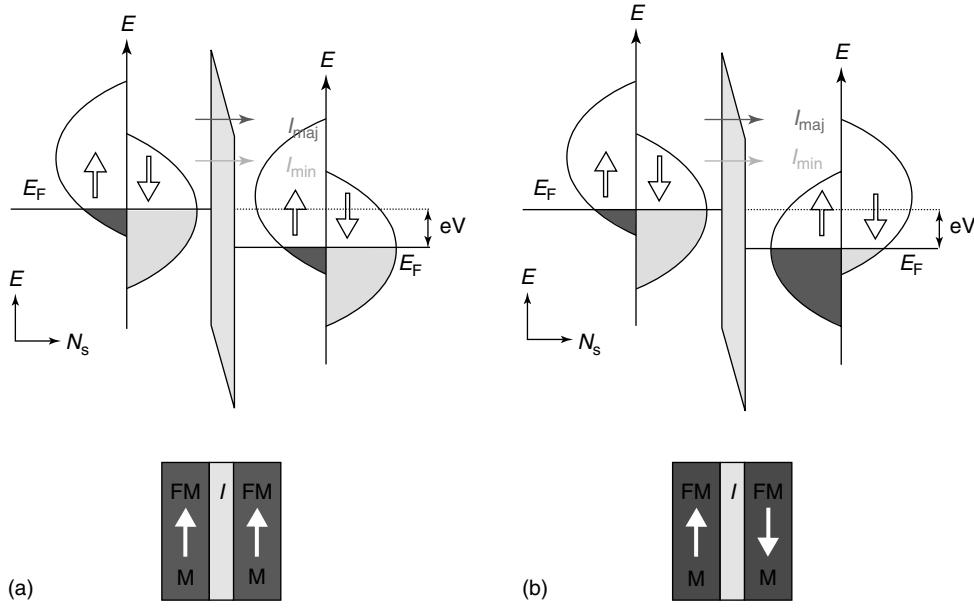 E
E
I_maj
I_min
E_F
eV
E_F
E
N_s
FM I FM
M M
(a)
E
E
I_maj
I_min
E_F
eV
E_F
E
N_s
FM I FM
M M
(b)